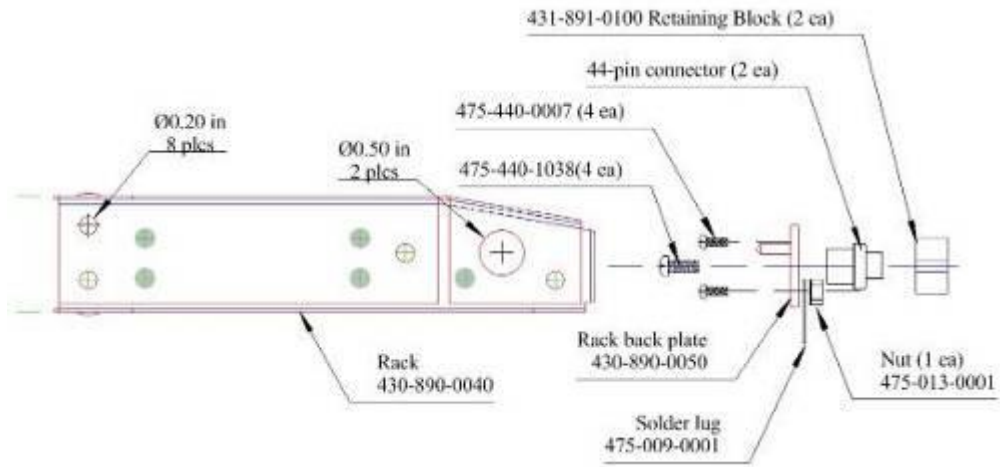 431-891-0100 Retaining Block (2 ea)
44-pin connector (2 ea)
475-440-0007 (4 ea)
Ø0.20 in
8 plcs
Ø0.50 in
2 plcs
475-440-1038(4 ea)
Rack
430-890-0040
Rack back plate
430-890-0050
Nut (1 ea)
475-013-0001
Solder lug
475-009-0001